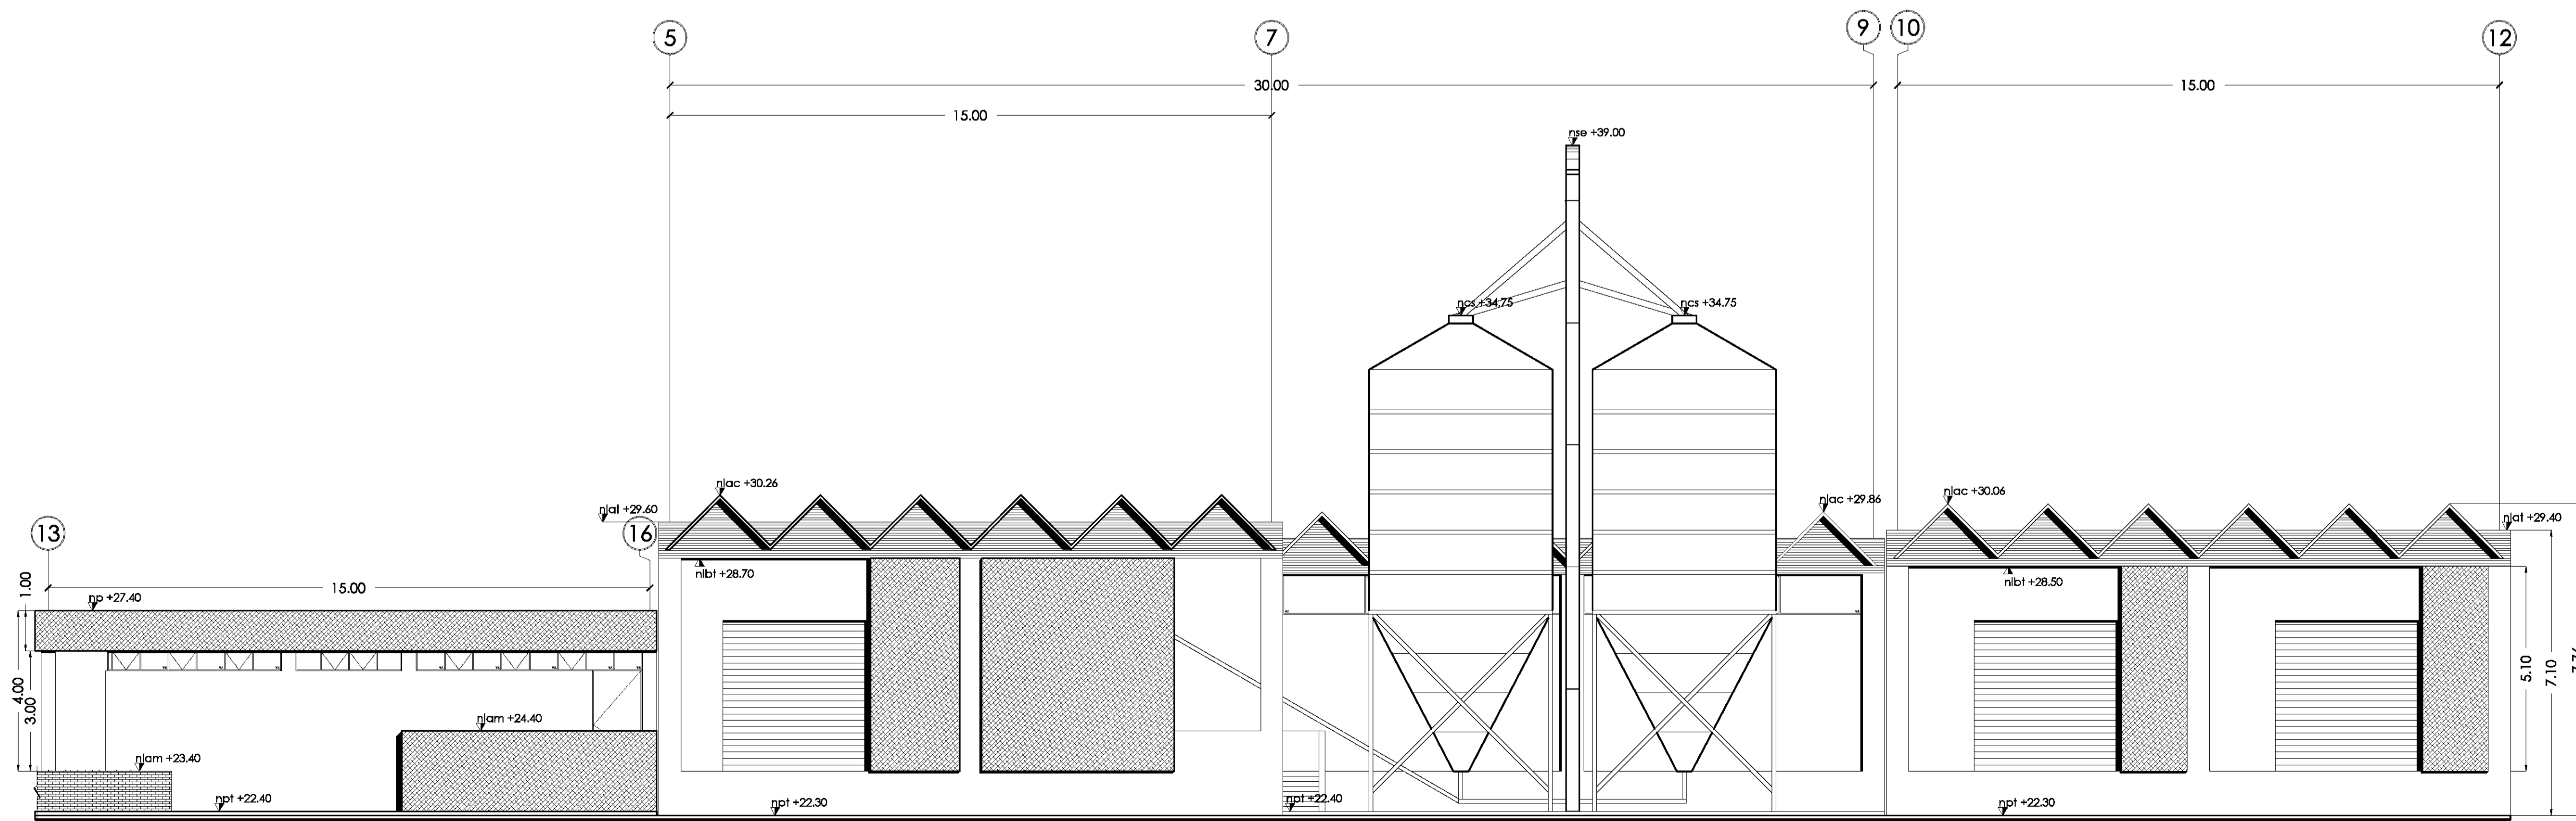 5
7
9
10
12
30.00
15.00
15.00
nse +39.00
ncs +34.75
ncs +34.75
nlac +30.26
nlat +29.60
nlac +29.86
nlac +30.06
nlat +29.40
13
16
nlbt +28.70
nlbt +28.50
15.00
1.00
np +27.40
4.00
3.00
5.10
7.10
nlam +24.40
nlam +23.40
npt +22.40
npt +22.30
npt +22.40
npt +22.30